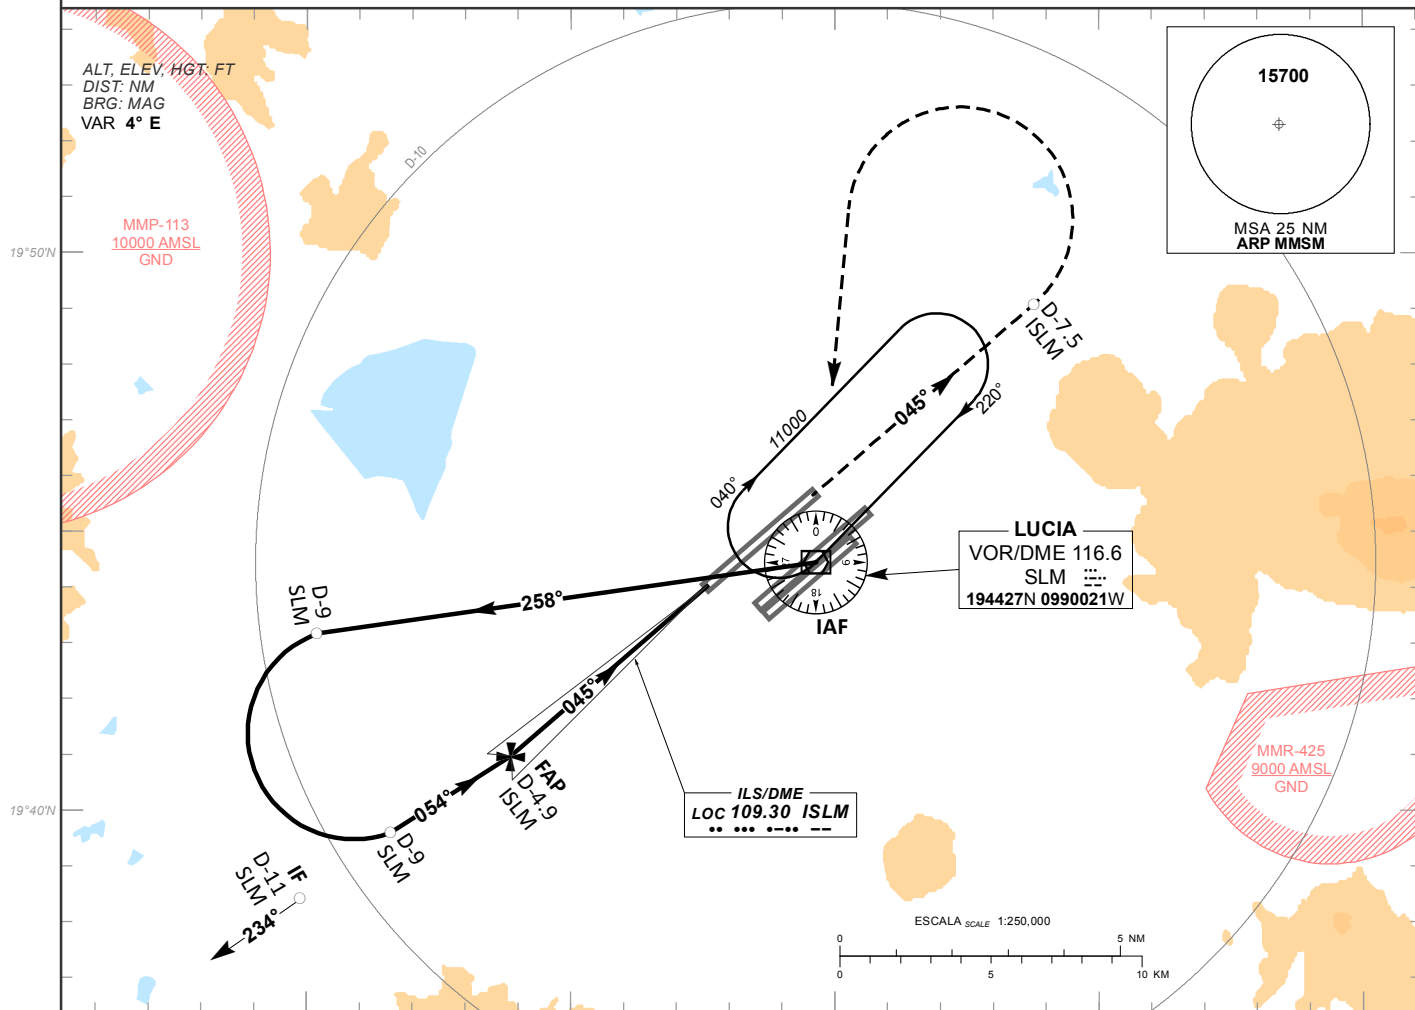 ALT, ELEV, HGT: FT
DIST: NM
BRG: MAG
VAR 4° E
D-10
MMP-113
10000 AMSL
GND
19°50'N
15700
MSA 25 NM
ARP MMSM
D-7.5
ISLM
045°
220°
11000
040°
0
9
18
IAF
LUCIA
VOR/DME 116.6
SLM
194427N 0990021W
258°
D-9
SLM
045°
FAP
D-4.9
ISLM
054°
D-9
SLM
IF
D-11
SLM
234°
19°40'N
ILS/DME
LOC 109.30 ISLM
MMR-425
9000 AMSL
GND
ESCALA SCALE 1:250,000
0 5 NM
0 5 10 KM